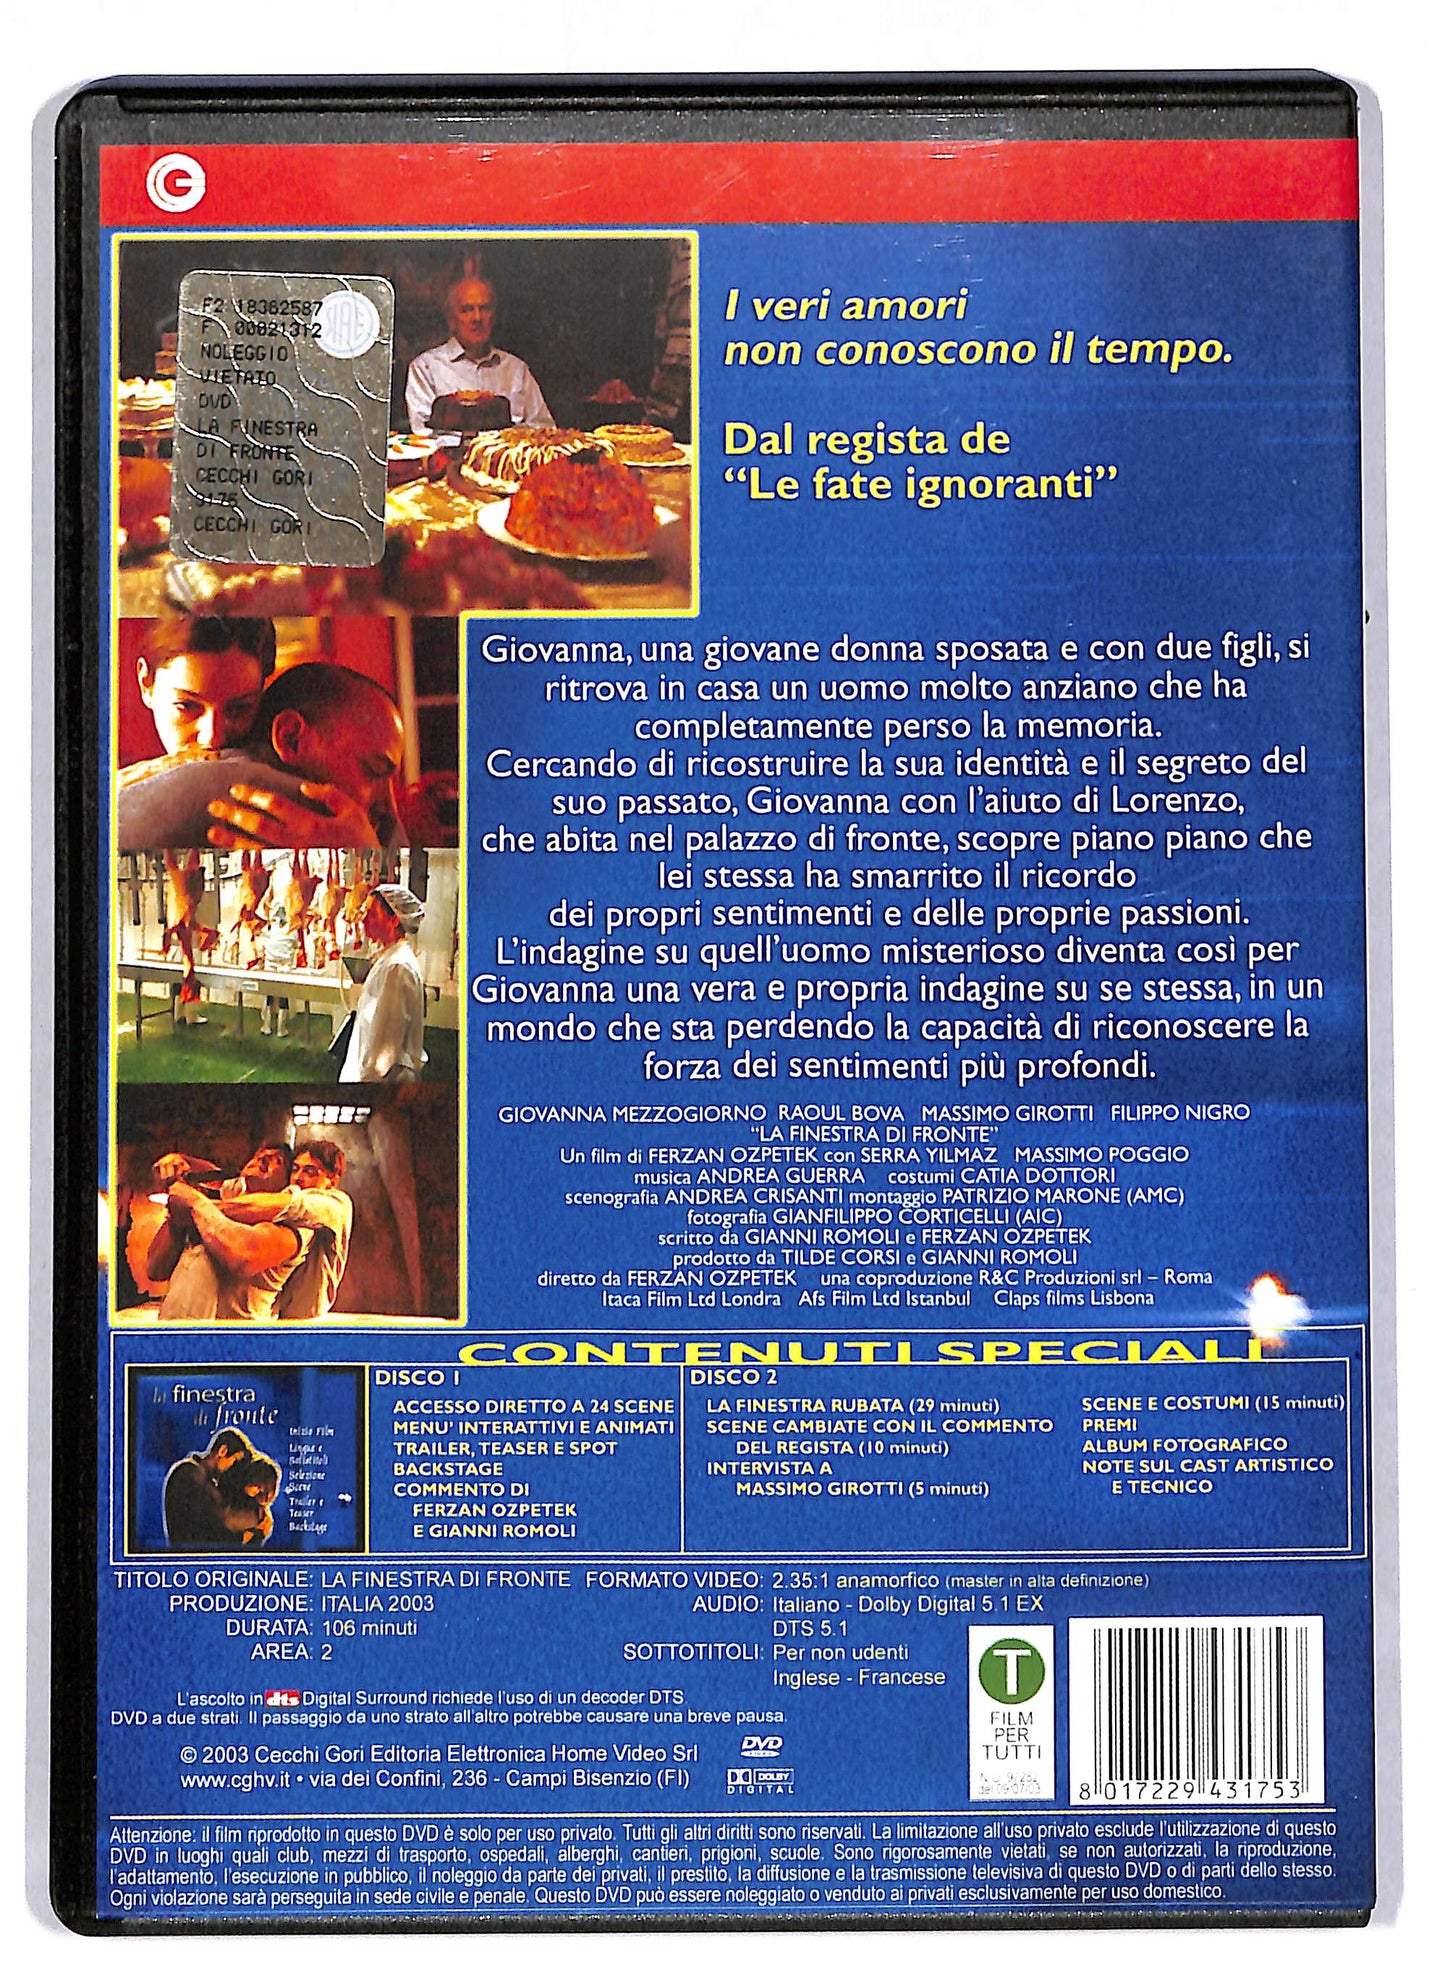 F2 18362587
F 00821312
NOLEGGIO
VIETATO
DVD
LA FINESTRA
DI FRONTE
CECCHI GORI
CECCHI GORI
I veri amori
non conoscono il tempo.
Dal regista de
“Le fate ignoranti”
Giovanna, una giovane donna sposata e con due figli, si
ritrova in casa un uomo molto anziano che ha
completamente perso la memoria.
Cercando di ricostruire la sua identità e il segreto del
suo passato, Giovanna con l'aiuto di Lorenzo,
che abita nel palazzo di fronte, scopre piano piano che
lei stessa ha smarrito il ricordo
dei propri sentimenti e delle proprie passioni.
L'indagine su quell'uomo misterioso diventa così per
Giovanna una vera e propria indagine su se stessa, in un
mondo che sta perdendo la capacità di riconoscere la
forza dei sentimenti più profondi.
GIOVANNA MEZZOGIORNO RAOUL BOVA MASSIMO GIROTTI FILIPPO NIGRO
“LA FINESTRA DI FRONTE”
Un film di FERZAN OZPETEK con SERRA YILMAZ MASSIMO POGGIO
musica ANDREA GUERRA costumi CATIA DOTTORI
scenografia ANDREA CRISANTI montaggio PATRIZIO MARONE (AMC)
fotografia GIANFILIPPO CORTICELLI (AIC)
scritto da GIANNI ROMOLI e FERZAN OZPETEK
prodotto da TILDE CORSI e GIANNI ROMOLI
diretto da FERZAN OZPETEK una coproduzione R&C Produzioni srl – Roma
Itaca Film Ltd Londra Afs Film Ltd Istanbul Claps films Lisbona
CONTENUTI SPECIALI
la finestra
di fronte
Inizio Film
Lingua e
Sottotitoli
Selezione
Scene
Trailer e
Teaser
Backstage
DISCO 1
ACCESSO DIRETTO A 24 SCENE
MENU' INTERATTIVI E ANIMATI
TRAILER, TEASER E SPOT
BACKSTAGE
COMMENTO DI
FERZAN OZPETEK
E GIANNI ROMOLI
DISCO 2
LA FINESTRA RUBATA (29 minuti)
SCENE CAMBIATE CON IL COMMENTO
DEL REGISTA (10 minuti)
INTERVISTA A
MASSIMO GIROTTI (5 minuti)
SCENE E COSTUMI (15 minuti)
PREMI
ALBUM FOTOGRAFICO
NOTE SUL CAST ARTISTICO
E TECNICO
TITOLO ORIGINALE: LA FINESTRA DI FRONTE
PRODUZIONE: ITALIA 2003
DURATA: 106 minuti
AREA: 2
FORMATO VIDEO: 2.35:1 anamorfico (master in alta definizione)
AUDIO: Italiano - Dolby Digital 5.1 EX
DTS 5.1
SOTTOTITOLI: Per non udenti
Inglese - Francese
L'ascolto in dts Digital Surround richiede l'uso di un decoder DTS
DVD a due strati. Il passaggio da uno strato all'altro potrebbe causare una breve pausa.
© 2003 Cecchi Gori Editoria Elettronica Home Video Srl
www.cghv.it • via dei Confini, 236 - Campi Bisenzio (FI)
DVD
VIDEO
DOLBY
DIGITAL
T
FILM
PER
TUTTI
8 017229 431753
Attenzione: il film riprodotto in questo DVD è solo per uso privato. Tutti gli altri diritti sono riservati. La limitazione all'uso privato esclude l'utilizzazione di questo
DVD in luoghi quali club, mezzi di trasporto, ospedali, alberghi, cantieri, prigioni, scuole. Sono rigorosamente vietati, se non autorizzati, la riproduzione,
l'adattamento, l'esecuzione in pubblico, il noleggio da parte dei privati, il prestito, la diffusione e la trasmissione televisiva di questo DVD o di parti dello stesso.
Ogni violazione sarà perseguita in sede civile e penale. Questo DVD può essere noleggiato o venduto ai privati esclusivamente per uso domestico.